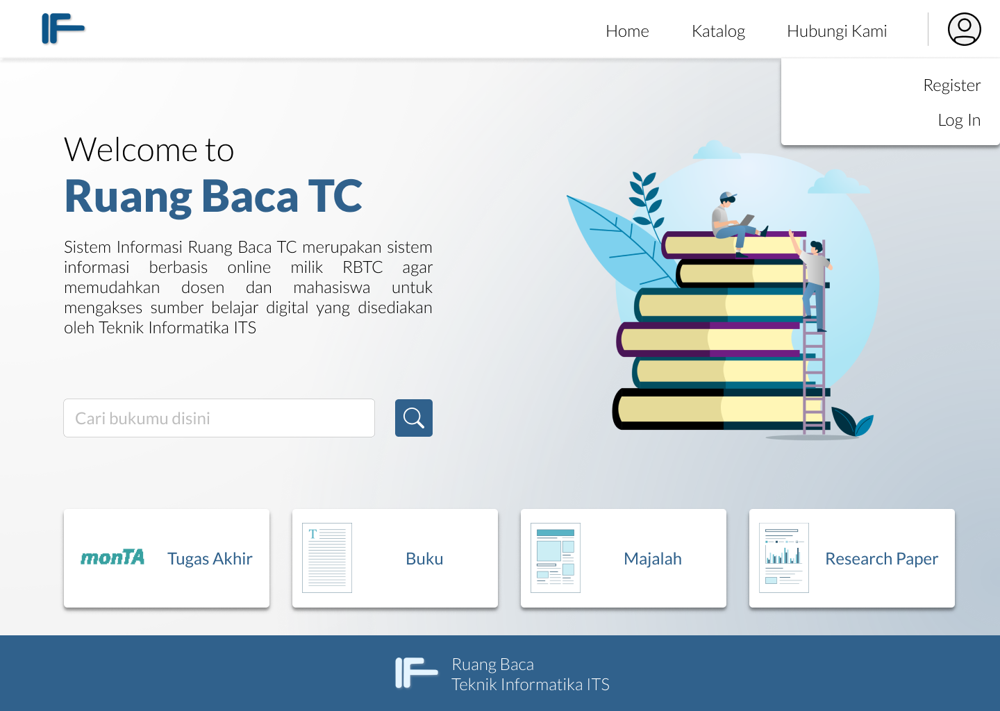 IF
Home
Katalog
Hubungi Kami
Register
Log In
Welcome to
Ruang Baca TC
Sistem Informasi Ruang Baca TC merupakan sistem
informasi berbasis online milik RBTC agar
memudahkan dosen dan mahasiswa untuk
mengakses sumber belajar digital yang disediakan
oleh Teknik Informatika ITS
Cari bukumu disini
monTA
Tugas Akhir
T
Buku
Majalah
Research Paper
IF
Ruang Baca
Teknik Informatika ITS